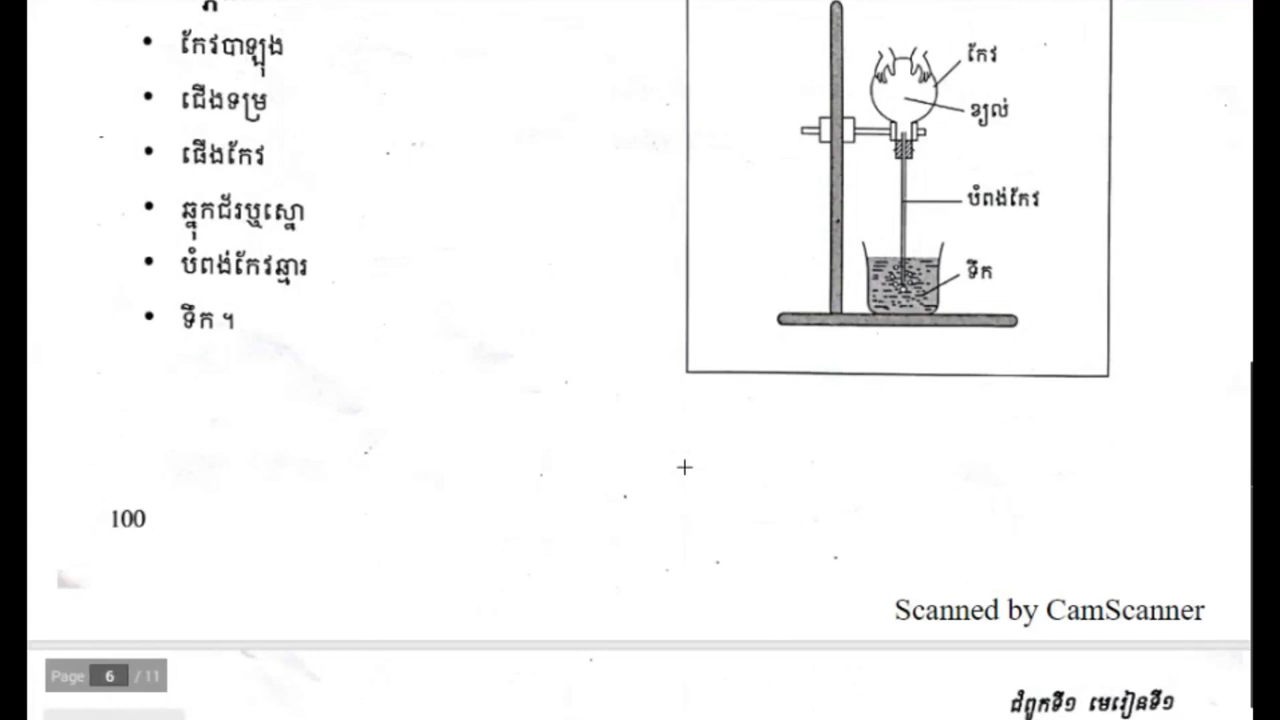 • កែវបាឡុង
• ជើងទម្រ
• ផើងកែវ
• ឆ្នុកជ័រឬស្នោ
• បំពង់កែវឆ្មារ
• ទឹក ។
កែវ
ខ្យល់
បំពង់កែវ
ទឹក
100
Scanned by CamScanner
Page 6 / 11
ជំពូកទី១ មេរៀនទី១